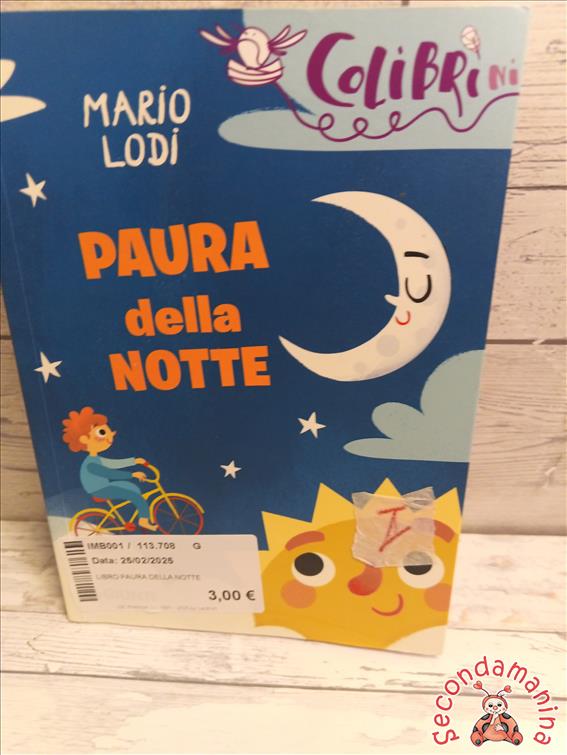 COLIBRINI
MARIO
LODI
PAURA
della
NOTTE
IMB001 / 113.708 G
Data: 25/02/2025
LIBRO PAURA DELLA NOTTE
3,00 €
Secondamanina